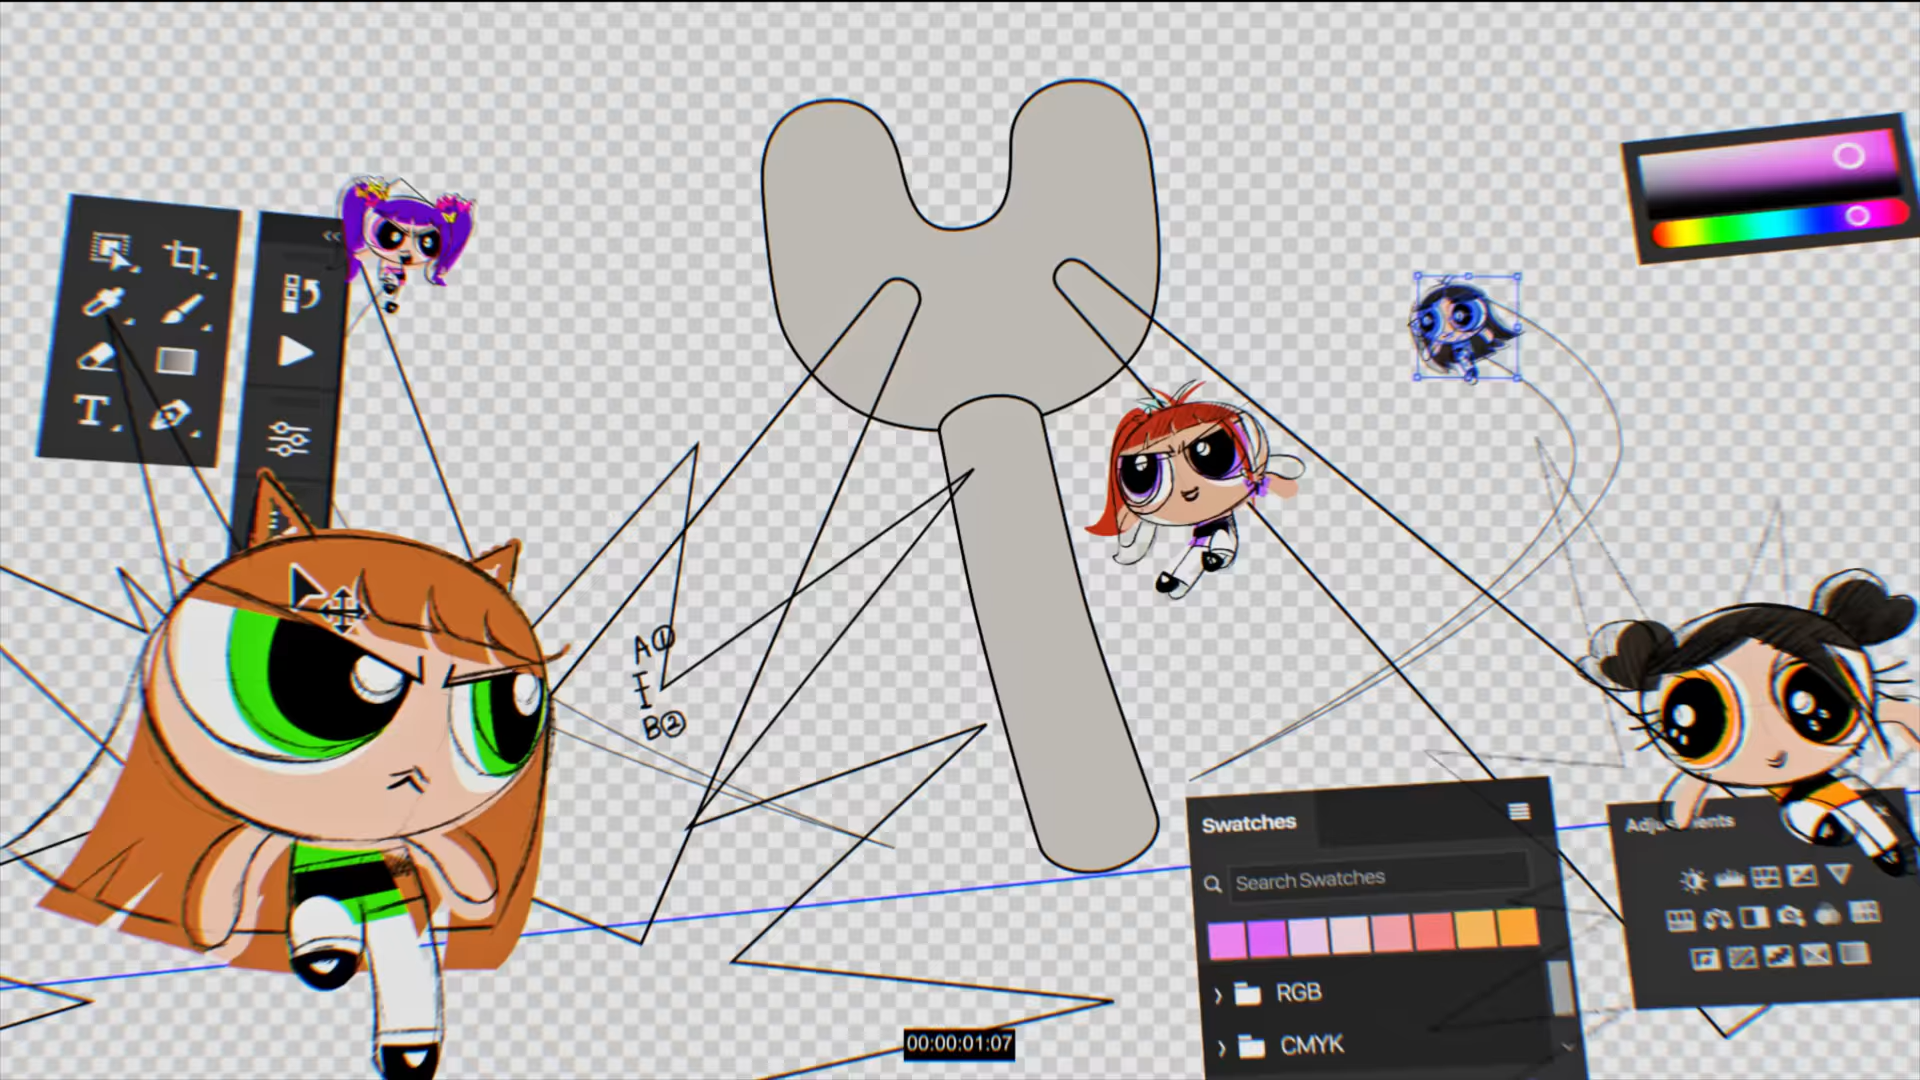 T
A①
I
B②
Swatches
Search Swatches
RGB
CMYK
00:00:01:07